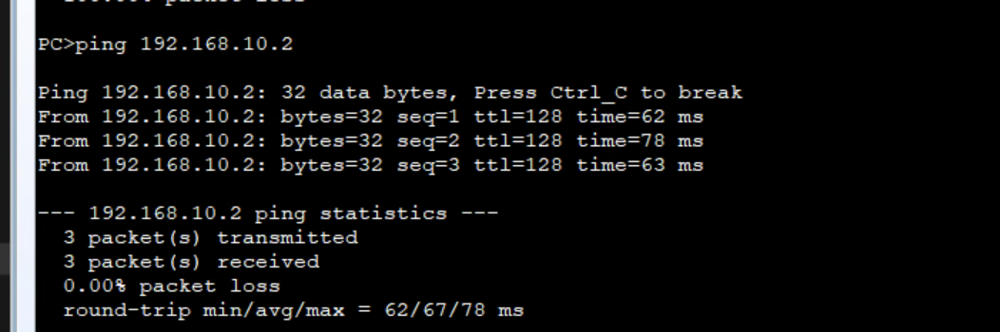 PC>ping 192.168.10.2
Ping 192.168.10.2: 32 data bytes, Press Ctrl_C to break
From 192.168.10.2: bytes=32 seq=1 ttl=128 time=62 ms
From 192.168.10.2: bytes=32 seq=2 ttl=128 time=78 ms
From 192.168.10.2: bytes=32 seq=3 ttl=128 time=63 ms
--- 192.168.10.2 ping statistics ---
3 packet(s) transmitted
3 packet(s) received
0.00% packet loss
round-trip min/avg/max = 62/67/78 ms